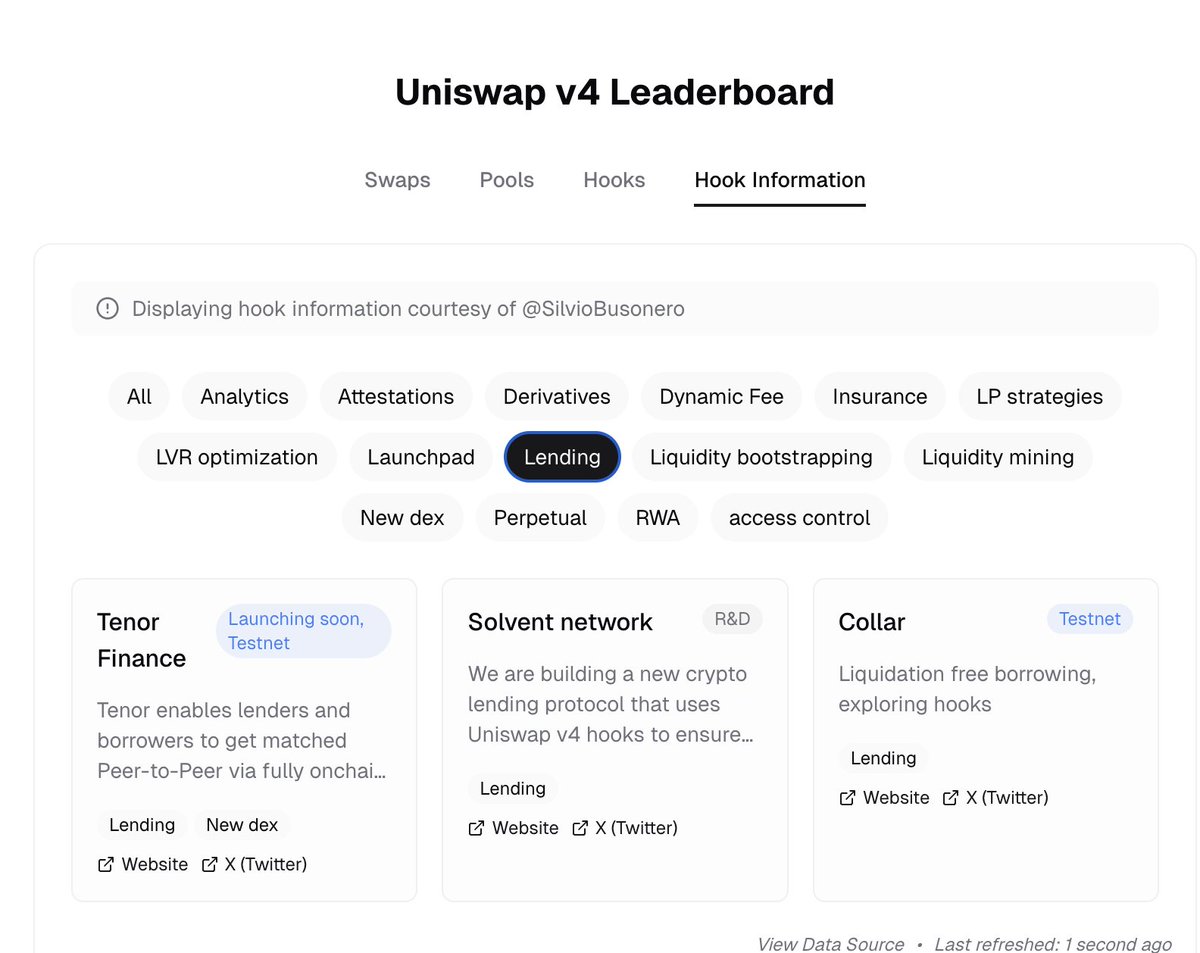 Uniswap v4 Leaderboard
Swaps Pools Hooks Hook Information
Displaying hook information courtesy of @SilvioBusonero
All Analytics Attestations Derivatives Dynamic Fee Insurance LP strategies
LVR optimization Launchpad Lending Liquidity bootstrapping Liquidity mining
New dex Perpetual RWA access control
Tenor
Finance
Launching soon,
Testnet
Tenor enables lenders and
borrowers to get matched
Peer-to-Peer via fully onchai...
Lending New dex
Website X (Twitter)
Solvent network
R&D
We are building a new crypto
lending protocol that uses
Uniswap v4 hooks to ensure...
Lending
Website X (Twitter)
Collar
Testnet
Liquidation free borrowing,
exploring hooks
Lending
Website X (Twitter)
View Data Source • Last refreshed: 1 second ago